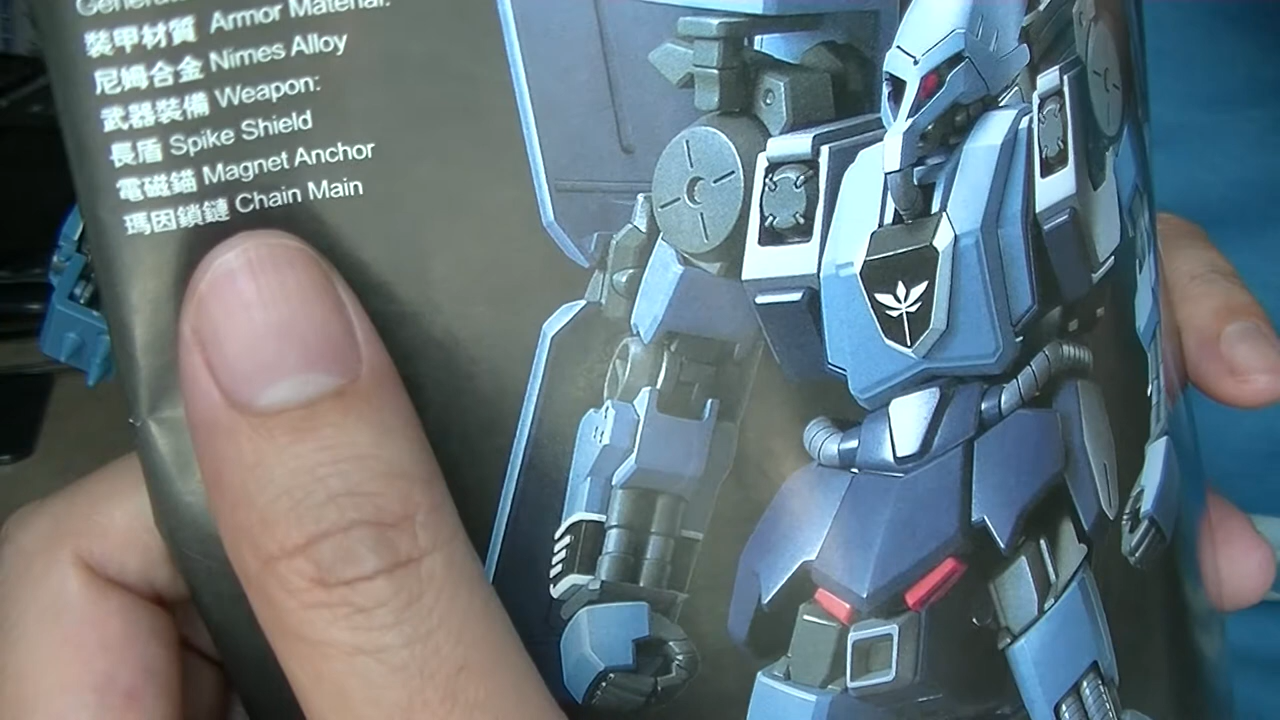 裝甲材質 Armor Material:
尼姆合金 Nimes Alloy
武器裝備 Weapon:
長盾 Spike Shield
電磁錨 Magnet Anchor
瑪因鎖鏈 Chain Main